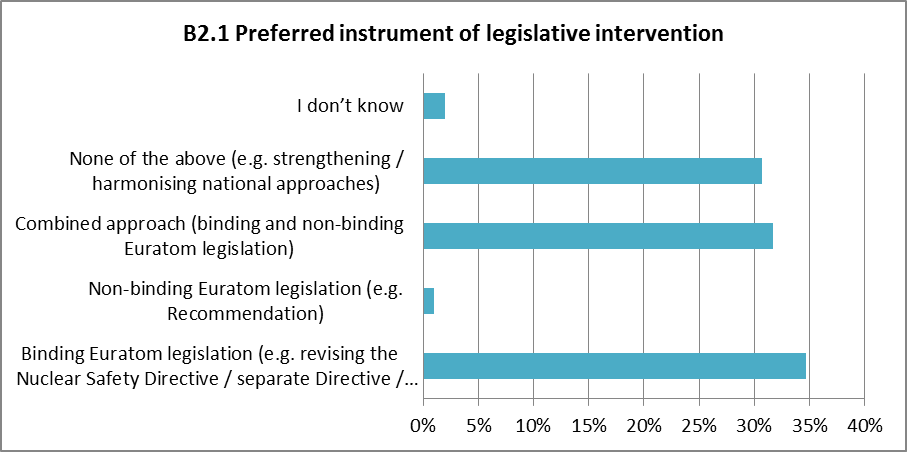 B2.1 Preferred instrument of legislative intervention
I don’t know
None of the above (e.g. strengthening /
harmonising national approaches)
Combined approach (binding and non-binding
Euratom legislation)
Non-binding Euratom legislation (e.g.
Recommendation)
Binding Euratom legislation (e.g. revising the
Nuclear Safety Directive / separate Directive /...
0% 5% 10% 15% 20% 25% 30% 35% 40%